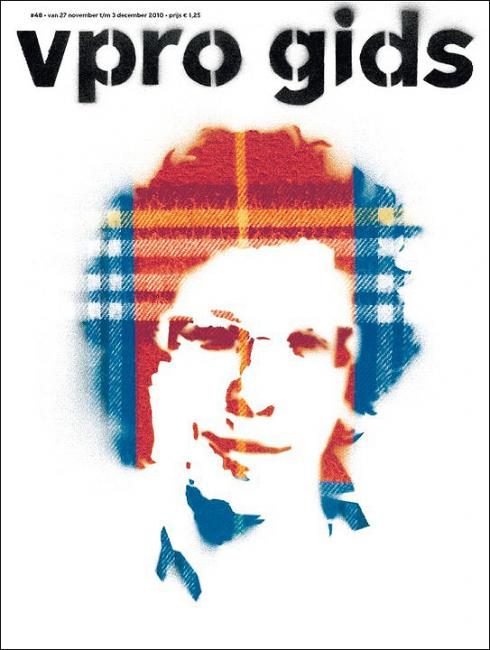 #48 • van 27 november t/m 3 december 2010 • prijs € 1,25
vpro gids